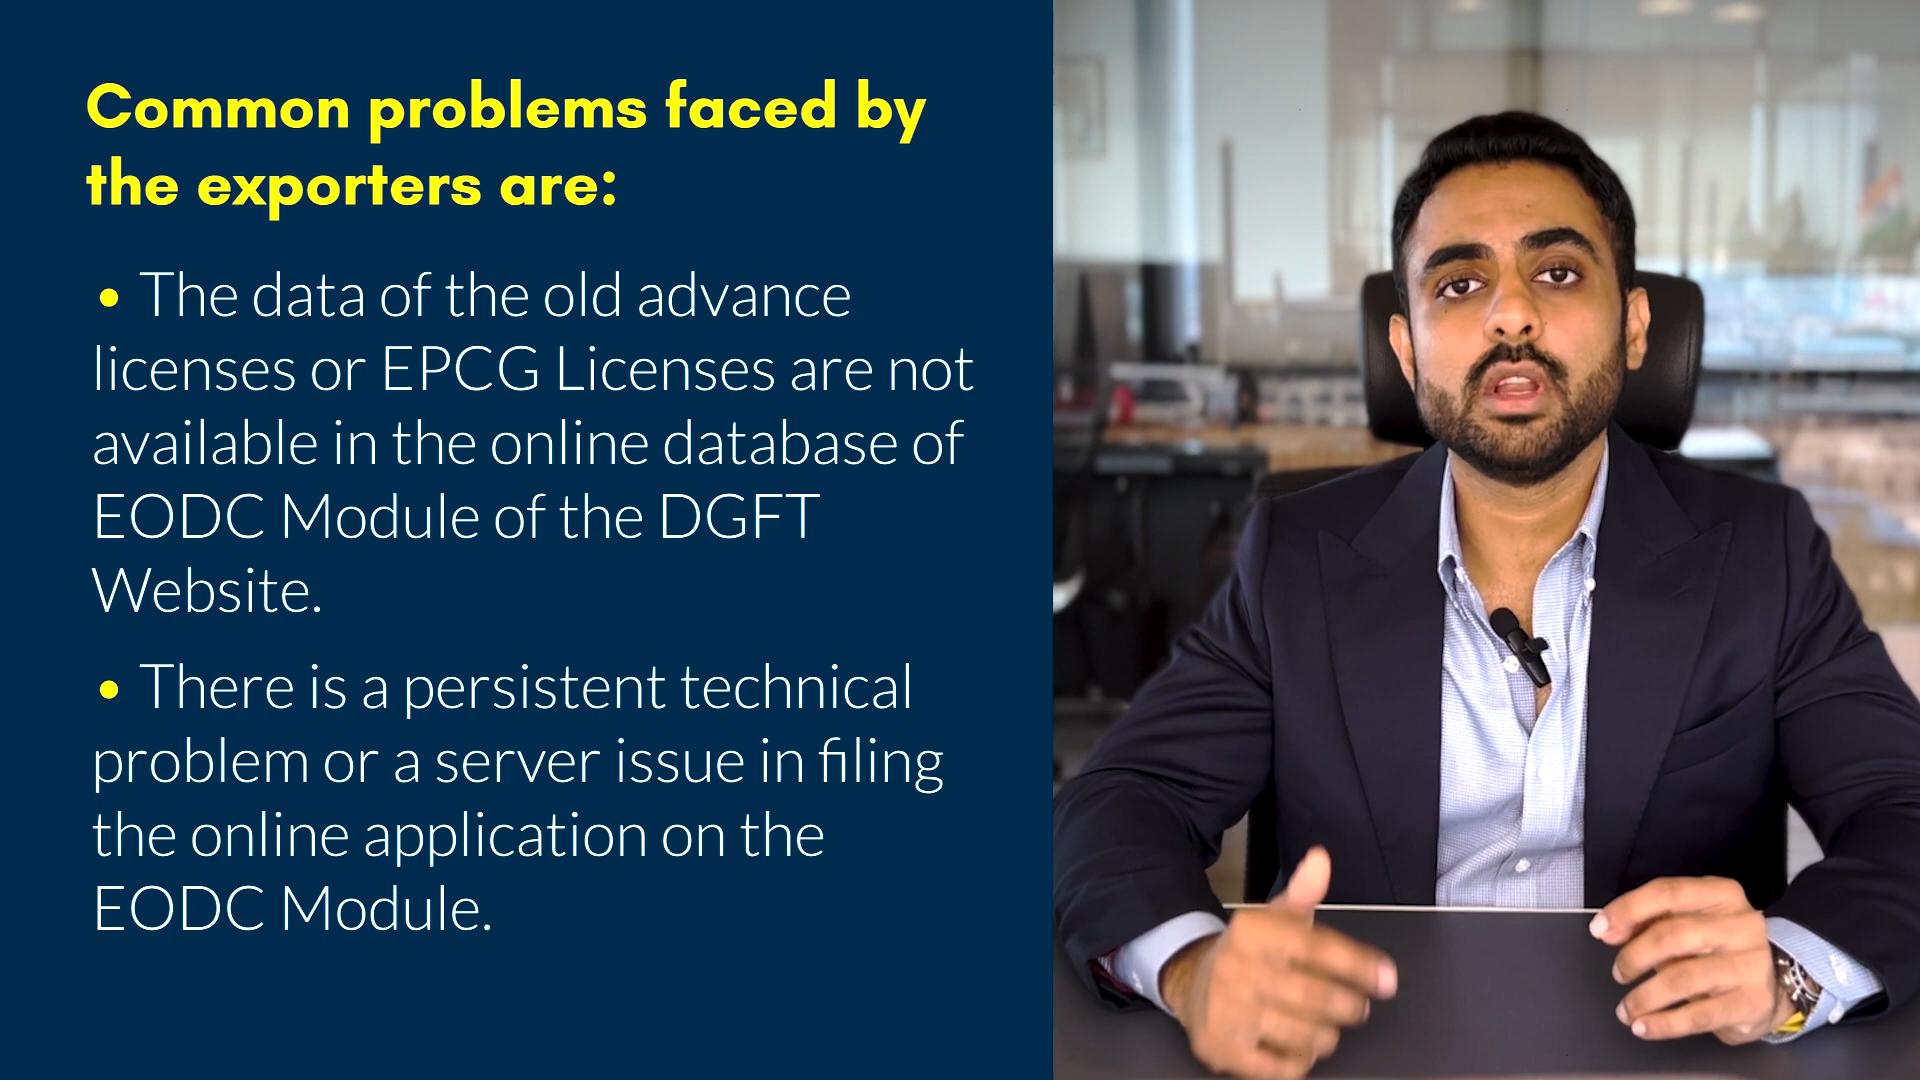 Common problems faced by
the exporters are:
• The data of the old advance
licenses or EPCG Licenses are not
available in the online database of
EODC Module of the DGFT
Website.
• There is a persistent technical
problem or a server issue in filing
the online application on the
EODC Module.